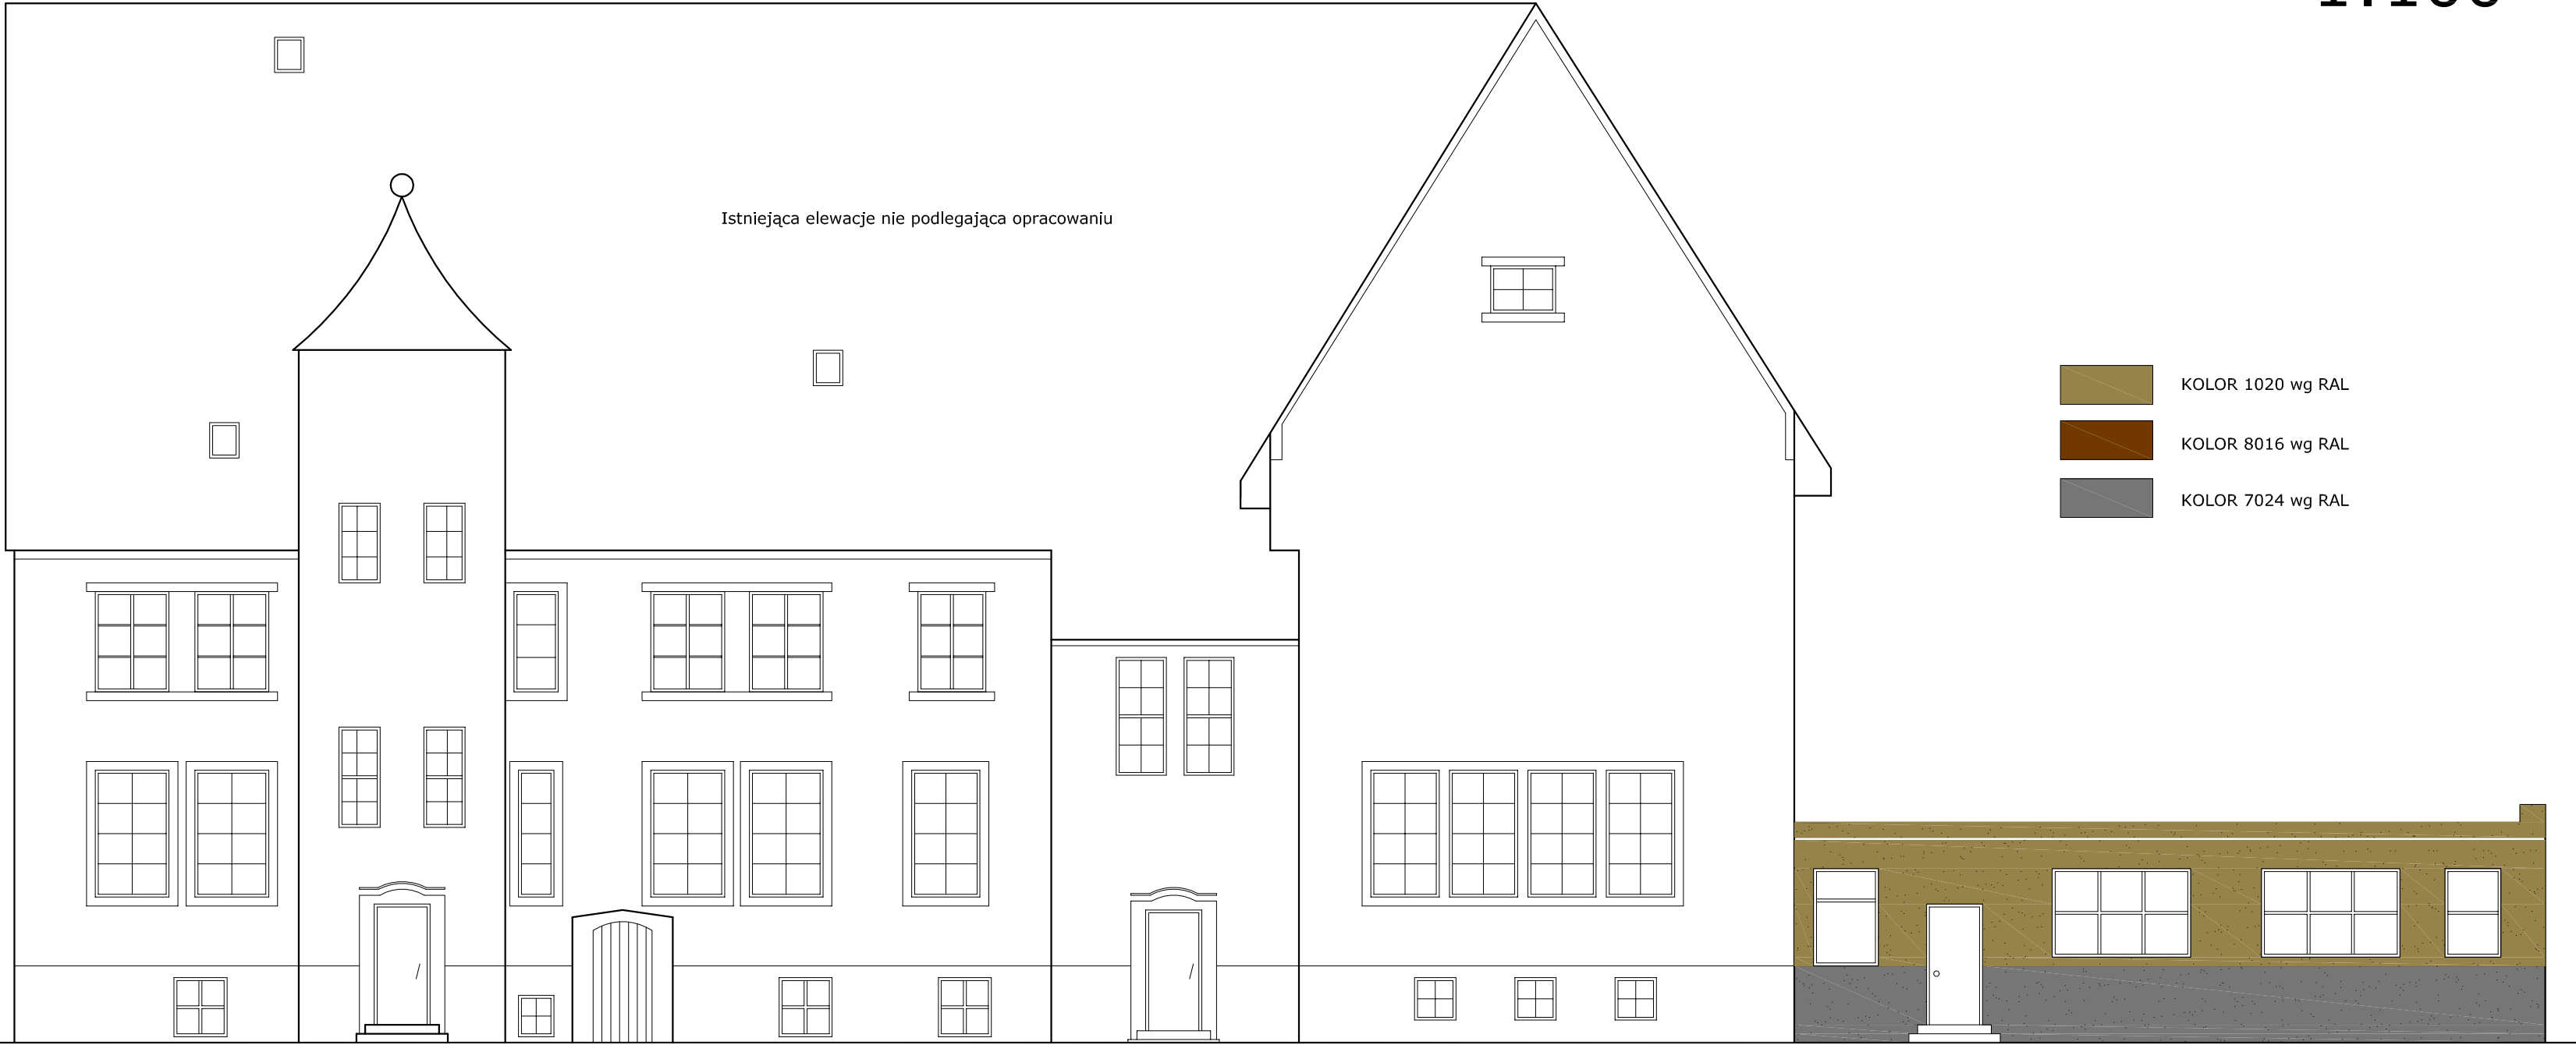 Istniejąca elewacje nie podlegająca opracowaniu
KOLOR 1020 wg RAL
KOLOR 8016 wg RAL
KOLOR 7024 wg RAL